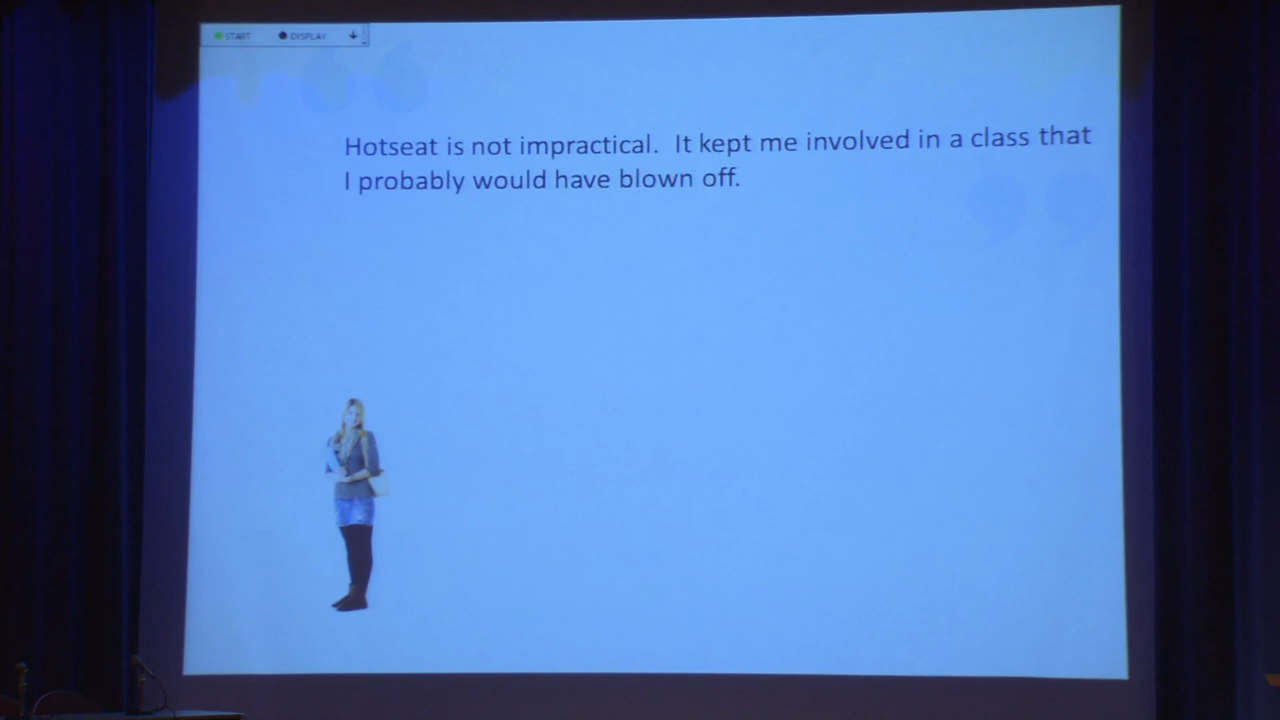 START DISPLAY
Hotseat is not impractical.  It kept me involved in a class that
I probably would have blown off.